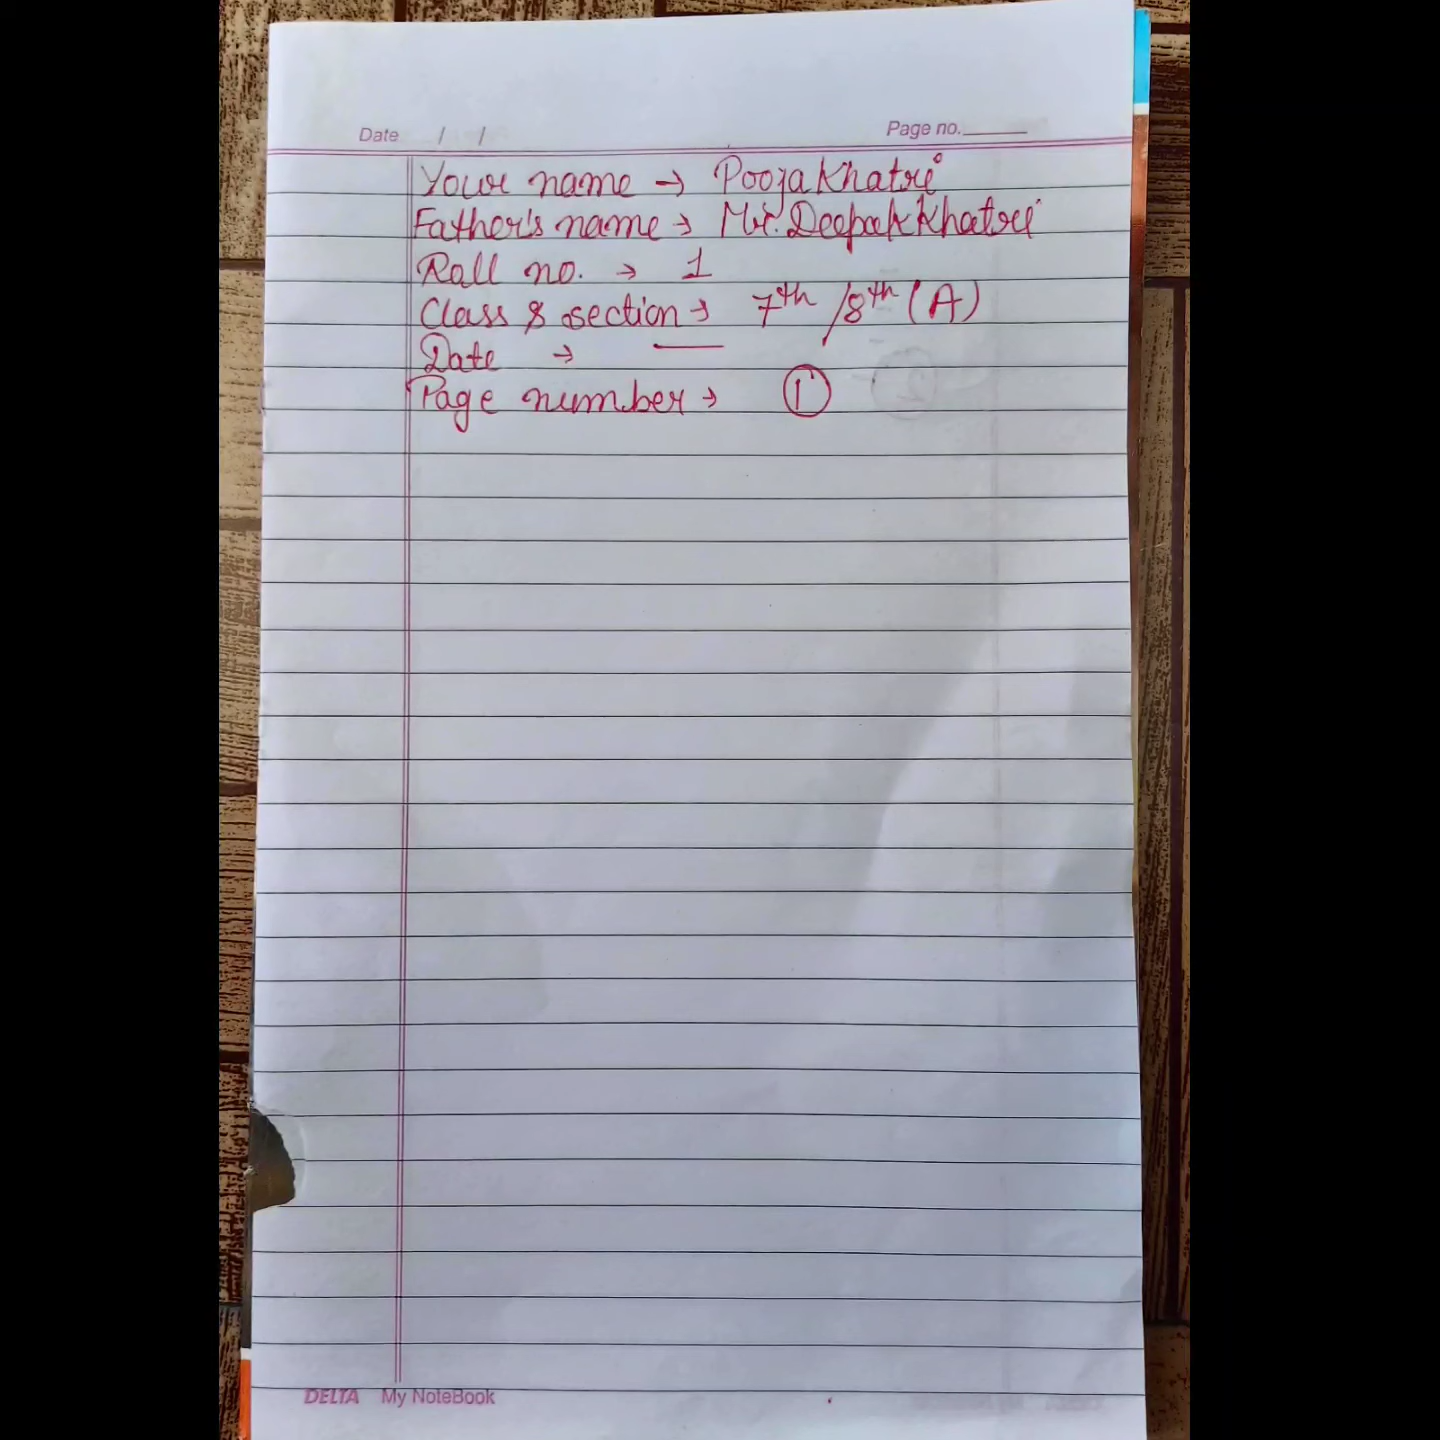 Date / / Page no.
Your name → Pooja Khatri
Father's name → Mr. Deepak Khatri
Roll no. → 1
Class & section → 7th / 8th (A)
Date → —
Page number → 1
DELTA My NoteBook